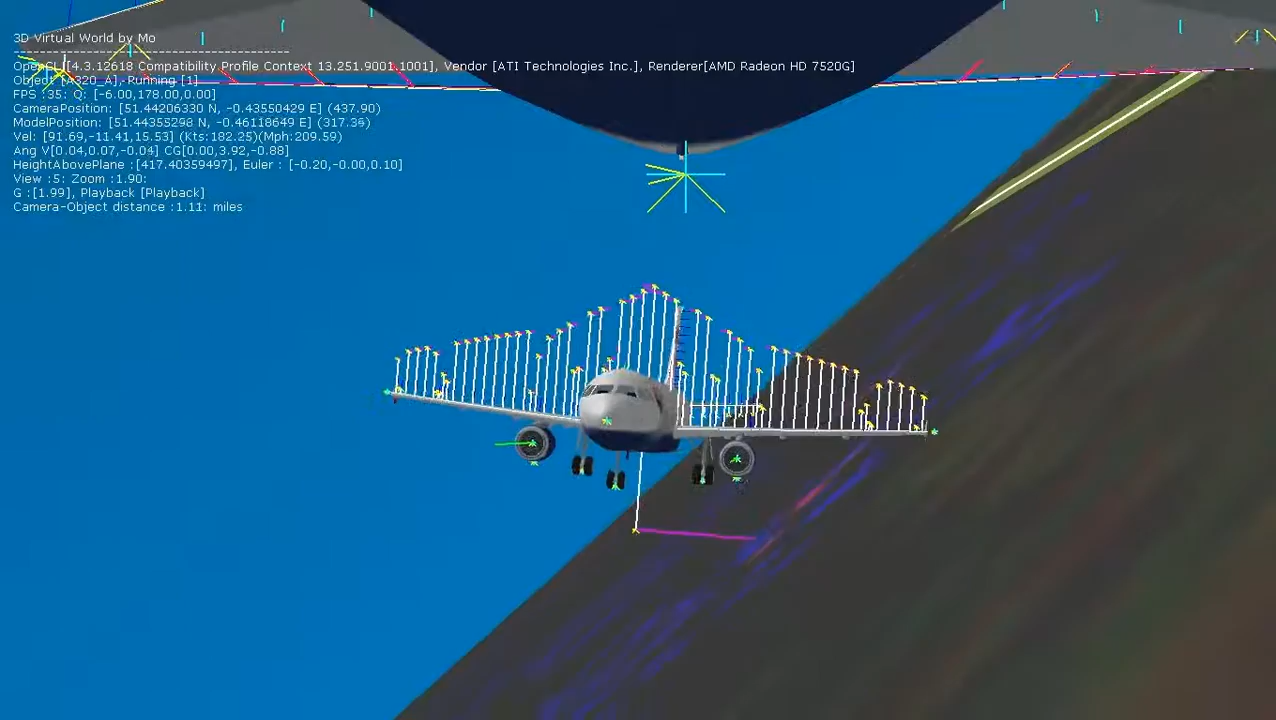 3D Virtual World by Mo
------------------------------------------------
OpenCL[4.3.12618 Compatibility Profile Context 13.251.9001.1001], Vendor [ATI Technologies Inc.], Renderer[AMD Radeon HD 7520G]
Object [A320_A], Running [1]
FPS :35: Q: [-6.00,178.00,0.00]
CameraPosition: [51.44206330 N, -0.43550429 E] (437.90)
ModelPosition: [51.44355298 N, -0.46118649 E] (317.36)
Vel: [91.69,-11.41,15.53] (Kts:182.25)(Mph:209.59)
Ang V[0.04,0.07,-0.04] CG[0.00,3.92,-0.88]
HeightAbovePlane :[417.40359497], Euler : [-0.20,-0.00,0.10]
View :5: Zoom :1.90:
G :[1.99], Playback [Playback]
Camera-Object distance :1.11: miles